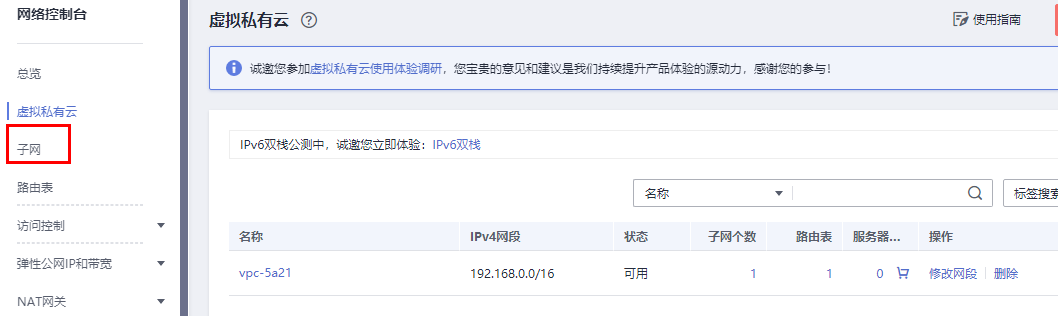 网络控制台
总览
虚拟私有云
子网
路由表
访问控制
弹性公网IP和带宽
NAT网关
虚拟私有云 ?
使用指南
诚邀您参加虚拟私有云使用体验调研，您宝贵的意见和建议是我们持续提升产品体验的源动力，感谢您的参与！
IPv6双栈公测中，诚邀您立即体验：IPv6双栈
名称
标签搜索
名称 IPv4网段 状态 子网个数 路由表 服务器... 操作
vpc-5a21 192.168.0.0/16 可用 1 1 0 修改网段 删除